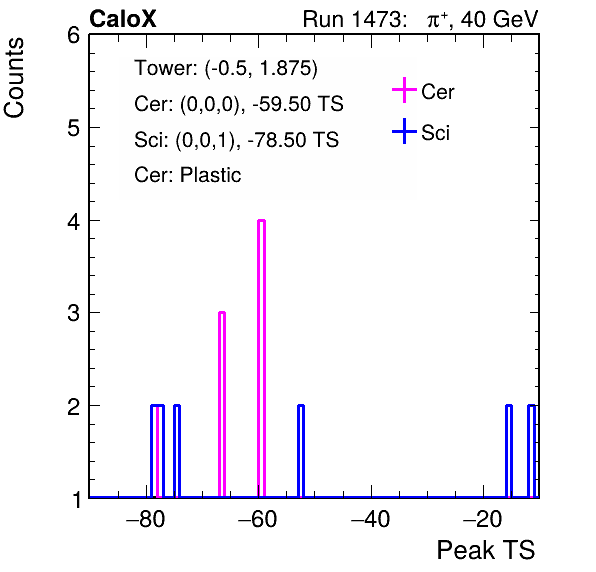 CaloX Run 1473: π⁺, 40 GeV
Counts
6
5
4
3
2
1
Tower: (-0.5, 1.875)
Cer: (0,0,0), -59.50 TS
Sci: (0,0,1), -78.50 TS
Cer: Plastic
Cer
Sci
−80 −60 −40 −20
Peak TS